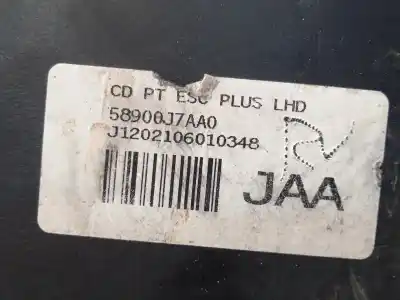 CD PT ESC PLUS LHD
58900J7AA0
J1202106010348
JAA